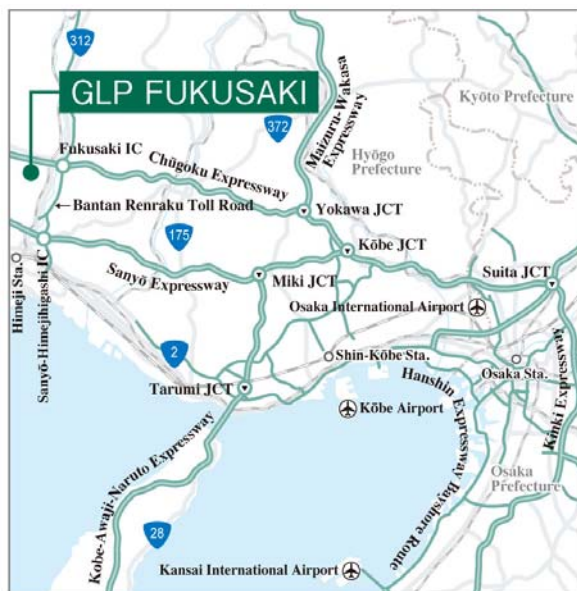 312
2
GLP FUKUSAKI
372
Maizuru-Wakasa
Expressway
Kyōto Prefecture
Hyōgo
Prefecture
Fukusaki IC
Chūgoku Expressway
Bantan Renraku Toll Road
Yokawa JCT
175
Kōbe JCT
Himeji Sta.
Sanyō-Himejihigashi IC
Sanyō Expressway
Miki JCT
Suita JCT
Osaka International Airport
2
Shin-Kōbe Sta.
Osaka Sta.
Tarumi JCT
Kōbe Airport
Hanshin Expressway Bayshore Route
Kinki Expressway
Osaka
Prefecture
Kobe-Awaji-Naruto Expressway
28
Kansai International Airport